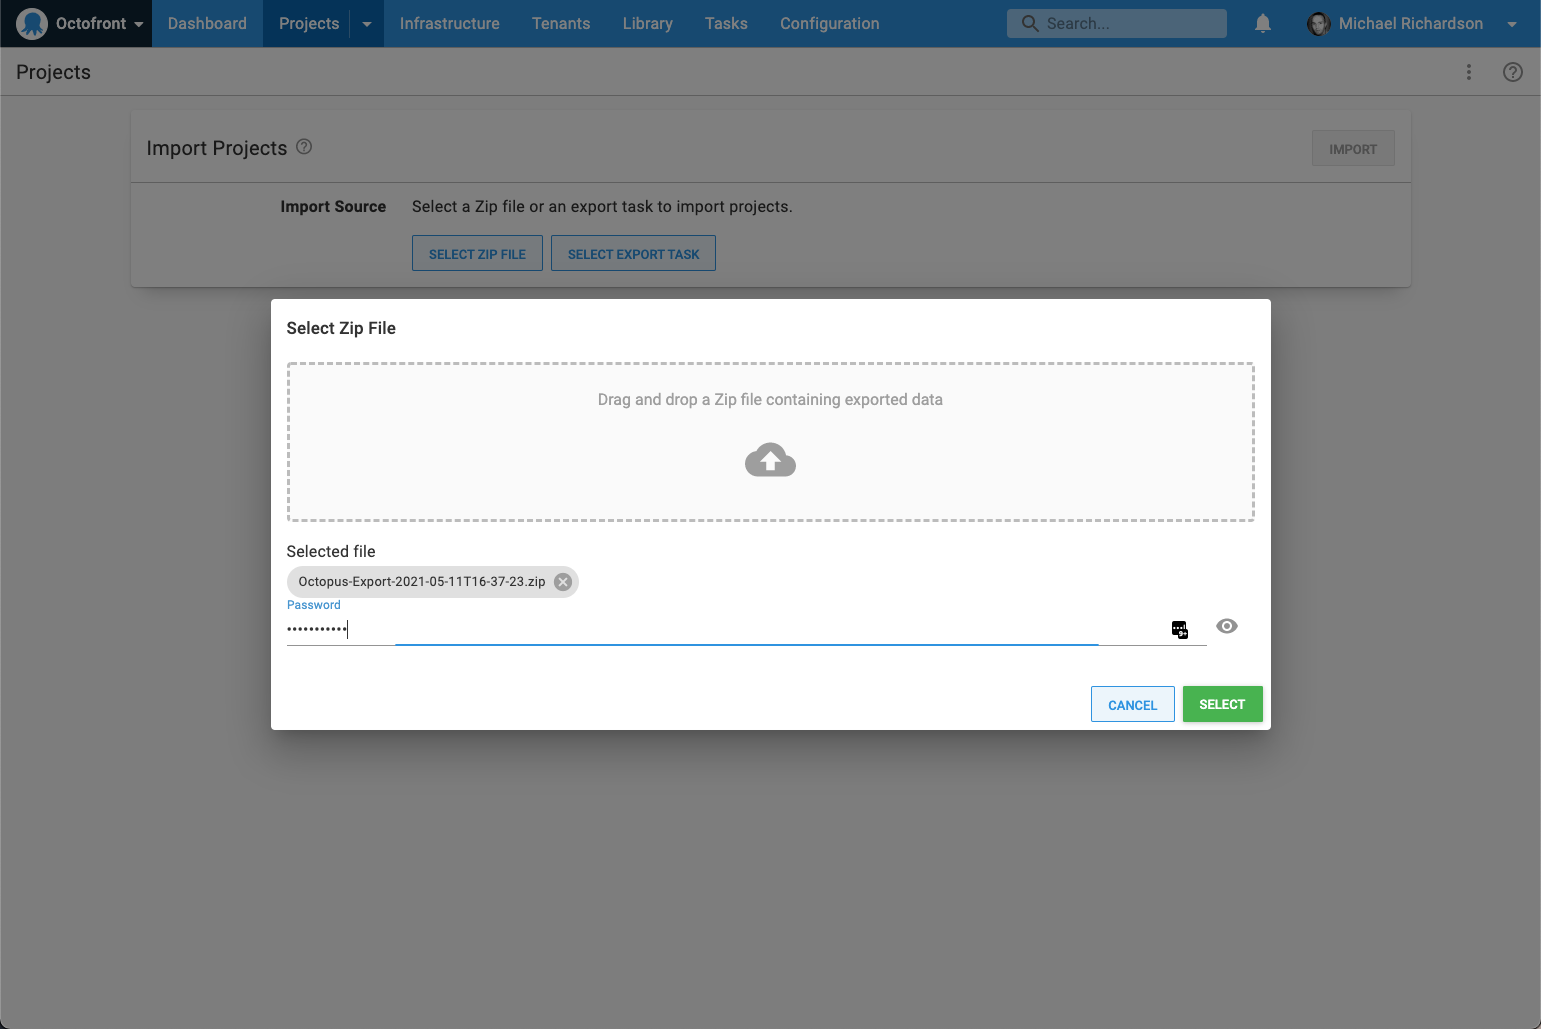 Octofront Dashboard Projects Infrastructure Tenants Library Tasks Configuration Search... Michael Richardson
Projects
Import Projects
IMPORT
Import Source Select a Zip file or an export task to import projects.
SELECT ZIP FILE SELECT EXPORT TASK
Select Zip File
Drag and drop a Zip file containing exported data
Selected file
Octopus-Export-2021-05-11T16-37-23.zip
Password
•••••••••••
9+
CANCEL SELECT